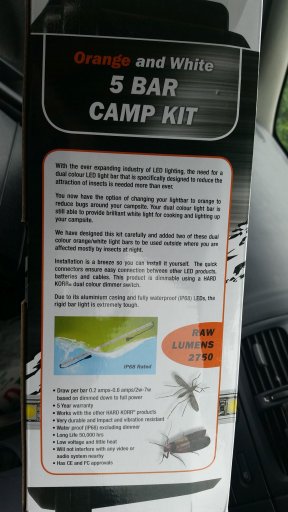 Orange and White
5 BAR
CAMP KIT
With the ever expanding industry of LED lighting, the need for a
dual colour LED light bar that is specifically designed to reduce the
attraction of insects is needed more than ever.
You now have the option of changing your lightbar to orange to
reduce bugs around your campsite. Your dual colour light bar is
still able to provide brilliant white light for cooking and lighting up
your campsite.
We have designed this kit carefully and added two of these dual
colour orange/white light bars to be used outside where you are
affected mostly by insects at night.
Installation is a breeze so you can install it yourself. The quick
connectors ensure easy connection between other LED products,
batteries and cables. This product is dimmable using a HARD
KORR dual colour dimmer switch.
Due to its aluminium casing and fully waterproof (IP68) LEDs, the
rigid bar light is extremely tough.
IP68 Rated
RAW
LUMENS
2750
• Draw per bar 0.2 amps-0.6 amps/2w-7w
based on dimmed down to full power
• 5 Year warranty
• Works with the other HARD KORR® products
• Very durable and impact and vibration resistant
• Water proof (IP68) excluding dimmer
• Long Life 50,000 hrs
• Low voltage and little heat
• Will not interfere with any video or
audio system nearby
• Has CE and FC approvals